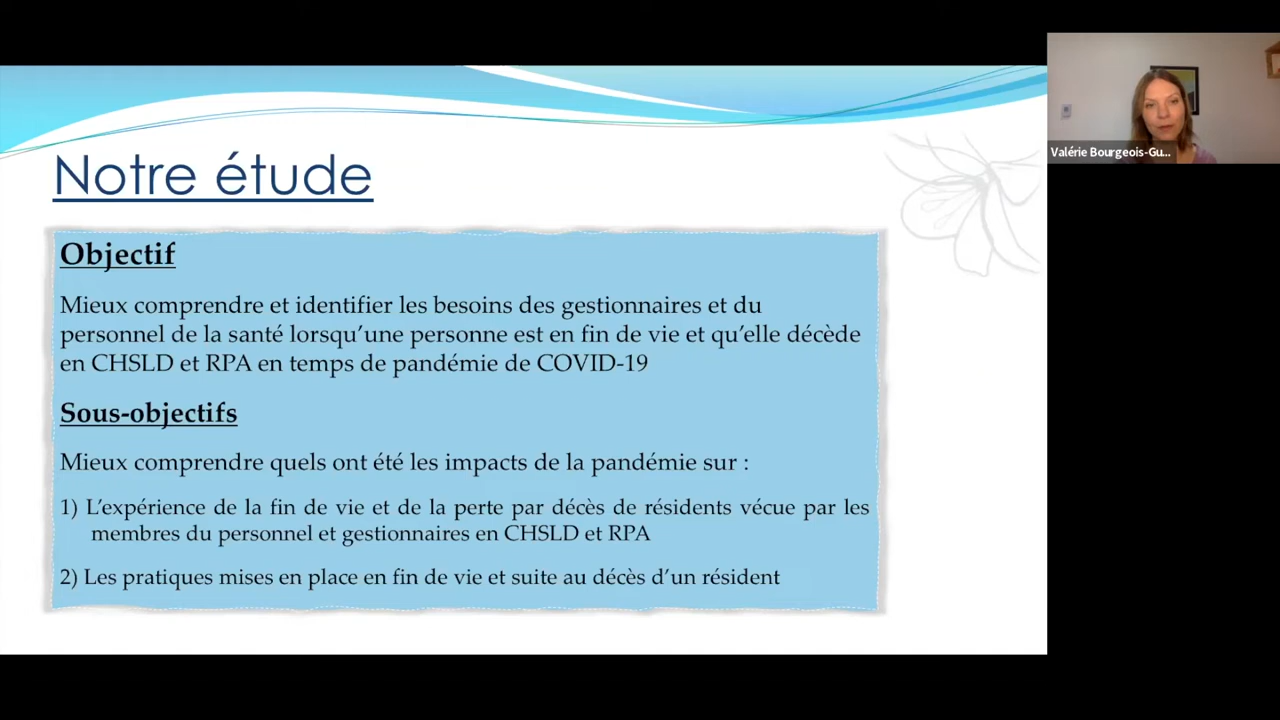 Notre étude
Objectif
Mieux comprendre et identifier les besoins des gestionnaires et du
personnel de la santé lorsqu’une personne est en fin de vie et qu’elle décède
en CHSLD et RPA en temps de pandémie de COVID-19
Sous-objectifs
Mieux comprendre quels ont été les impacts de la pandémie sur :
1) L’expérience de la fin de vie et de la perte par décès de résidents vécue par les
membres du personnel et gestionnaires en CHSLD et RPA
2) Les pratiques mises en place en fin de vie et suite au décès d’un résident
Valérie Bourgeois-Gu...